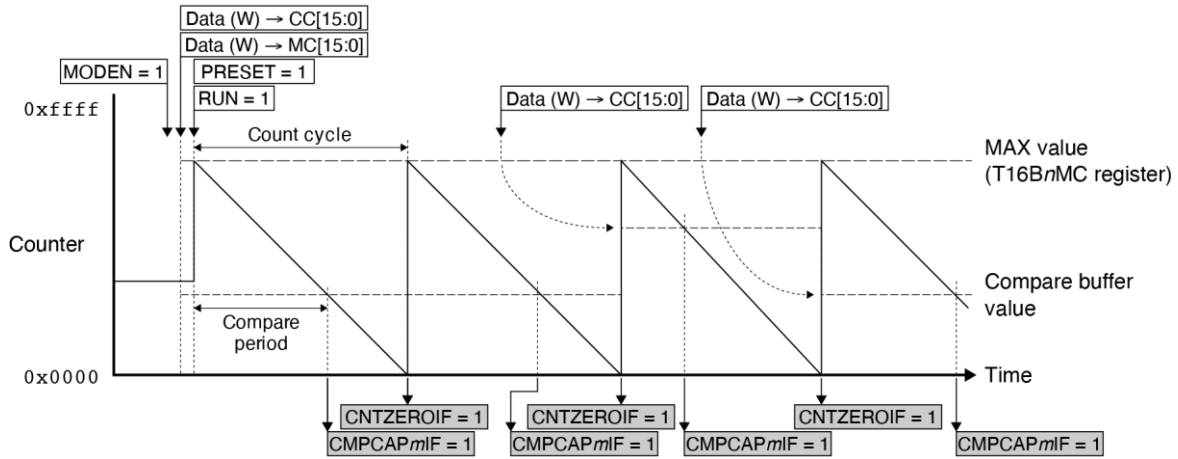 Data (W) → CC[15:0]
Data (W) → MC[15:0]
MODEN = 1
PRESET = 1
RUN = 1
Data (W) → CC[15:0]
Data (W) → CC[15:0]
0xffff
Count cycle
MAX value
(T16BnMC register)
Counter
Compare buffer
value
Compare
period
0x0000
Time
CNTZEROIF = 1
CNTZEROIF = 1
CNTZEROIF = 1
CMPCAPmIF = 1
CMPCAPmIF = 1
CMPCAPmIF = 1
CMPCAPmIF = 1